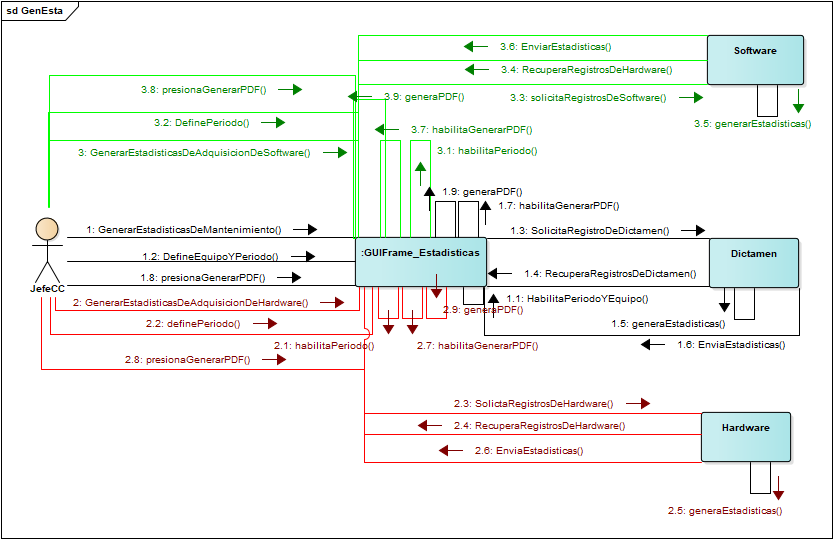 sd GenEsta
3.6: EnviarEstadisticas()
Software
3.4: RecuperaRegistrosDeHardware()
3.8: presionaGenerarPDF()
3.9: generaPDF()
3.3: solicitaRegistrosDeSoftware()
3.2: DefinePeriodo()
3.5: generarEstadisticas()
3.7: habilitaGenerarPDF()
3: GenerarEstadisticasDeAdquisicionDeSoftware()
3.1: habilitaPeriodo()
1.9: generaPDF()
1.7: habilitaGenerarPDF()
1: GenerarEstadisticasDeMantenimiento()
1.3: SolicitaRegistroDeDictamen()
:GUIFrame_Estadisticas
Dictamen
1.2: DefineEquipoYPeriodo()
1.4: RecuperaRegistrosDeDictamen()
1.8: presionaGenerarPDF()
JefeCC
1.1: HabilitaPeriodoYEquipo()
2: GenerarEstadisticasDeAdquisicionDeHardware()
2.9: generaPDF()
2.2: definePeriodo()
1.5: generaEstadisticas()
2.1: habilitaPeriodo()
2.7: habilitaGenerarPDF()
1.6: EnviaEstadisticas()
2.8: presionaGenerarPDF()
2.3: SolictaRegistrosDeHardware()
2.4: RecuperaRegistrosDeHardware()
Hardware
2.6: EnviaEstadisticas()
2.5: generaEstadisticas()